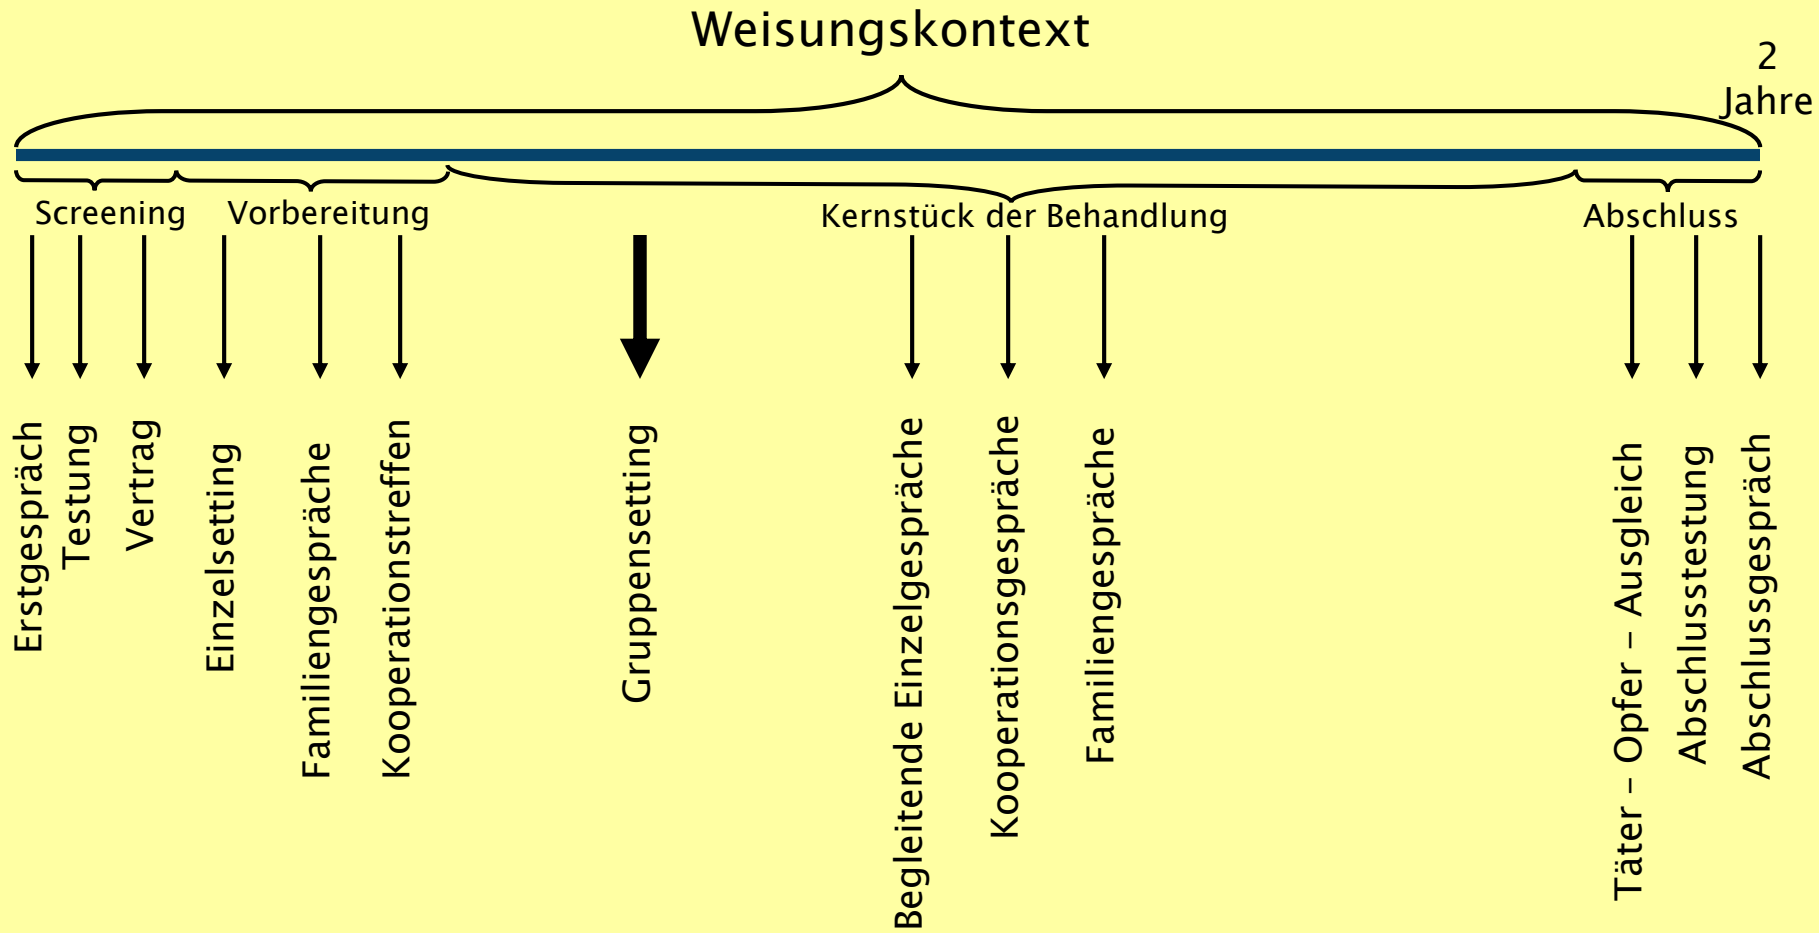 Weisungskontext
2
Jahre
Screening
Vorbereitung
Kernstück der Behandlung
Abschluss
Erstgespräch
Testung
Vertrag
Einzelsetting
Familiengespräche
Kooperationstreffen
Gruppensetting
Begleitende Einzelgespräche
Kooperationsgespräche
Familiengespräche
Täter – Opfer – Ausgleich
Abschlusstestung
Abschlussgespräch